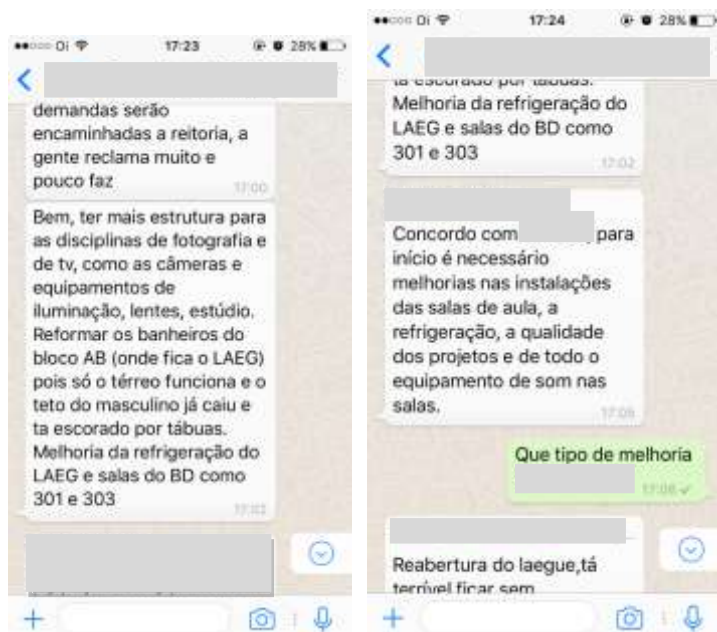 Oi 17:23 28%
demandas serão
encaminhadas a reitoria, a
gente reclama muito e
pouco faz
17:00
Bem, ter mais estrutura para
as disciplinas de fotografia e
de tv, como as câmeras e
equipamentos de
iluminação, lentes, estúdio.
Reformar os banheiros do
bloco AB (onde fica o LAEG)
pois só o térreo funciona e o
teto do masculino já caiu e
ta escorado por tábuas.
Melhoria da refrigeração do
LAEG e salas do BD como
301 e 303
17:02
Oi 17:24 28%
ta escorado por tábuas.
Melhoria da refrigeração do
LAEG e salas do BD como
301 e 303
17:02
Concordo com para
início é necessário
melhorias nas instalações
das salas de aula, a
refrigeração, a qualidade
dos projetos e de todo o
equipamento de som nas
salas.
Que tipo de melhoria
17:06
Reabertura do laegue,tá
terrível ficar sem